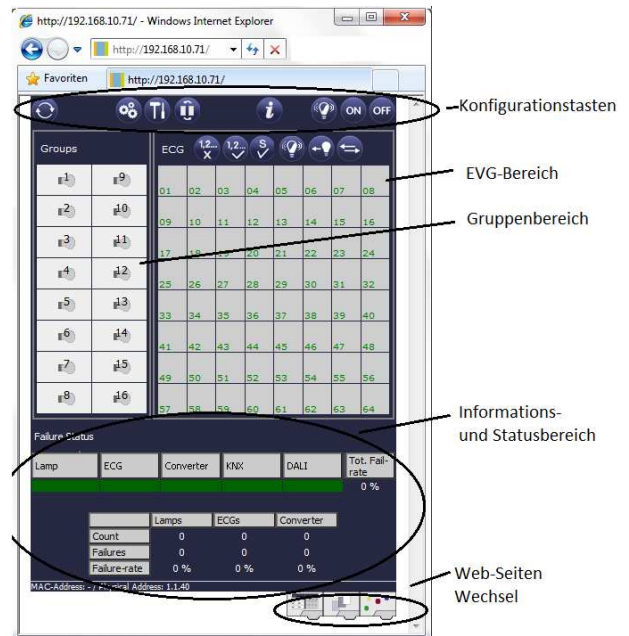 http://192.168.10.71/ - Windows Internet Explorer
http://192.168.10.71/
Favoriten
http://192.168.10.71/
Ti ON OFF
Konfigurationstasten
Groups
ECG 1,2... X 1,2... S
EVG-Bereich
Gruppenbereich
1 9
2 10
3 11
4 12
5 13
6 14
7 15
8 16
01 02 03 04 05 06 07 08
09 10 11 12 13 14 15 16
17 18 19 20 21 22 23 24
25 26 27 28 29 30 31 32
33 34 35 36 37 38 39 40
41 42 43 44 45 46 47 48
49 50 51 52 53 54 55 56
57 58 59 60 61 62 63 64
Informations-
und Statusbereich
Failure Status
Lamp ECG Converter KNX DALI Tot. Fail-
rate
0 %
Lamps ECGs Converter
Count 0 0 0
Failures 0 0 0
Failure-rate 0 % 0 % 0 %
MAC-Address: - / Physical Address: 1.1.40
Web-Seiten
Wechsel